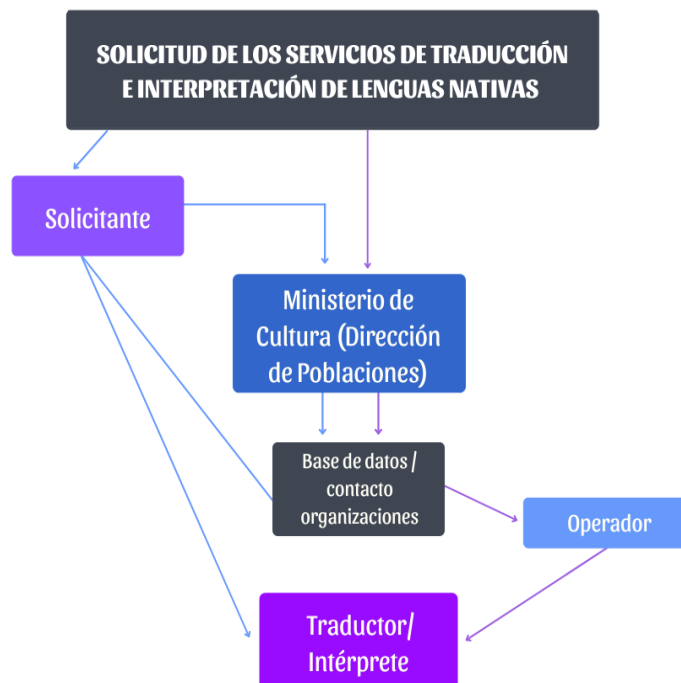 SOLICITUD DE LOS SERVICIOS DE TRADUCCIÓN
E INTERPRETACIÓN DE LENGUAS NATIVAS
Solicitante
Ministerio de
Cultura (Dirección
de Poblaciones)
Base de datos /
contacto
organizaciones
Operador
Traductor/
Intérprete